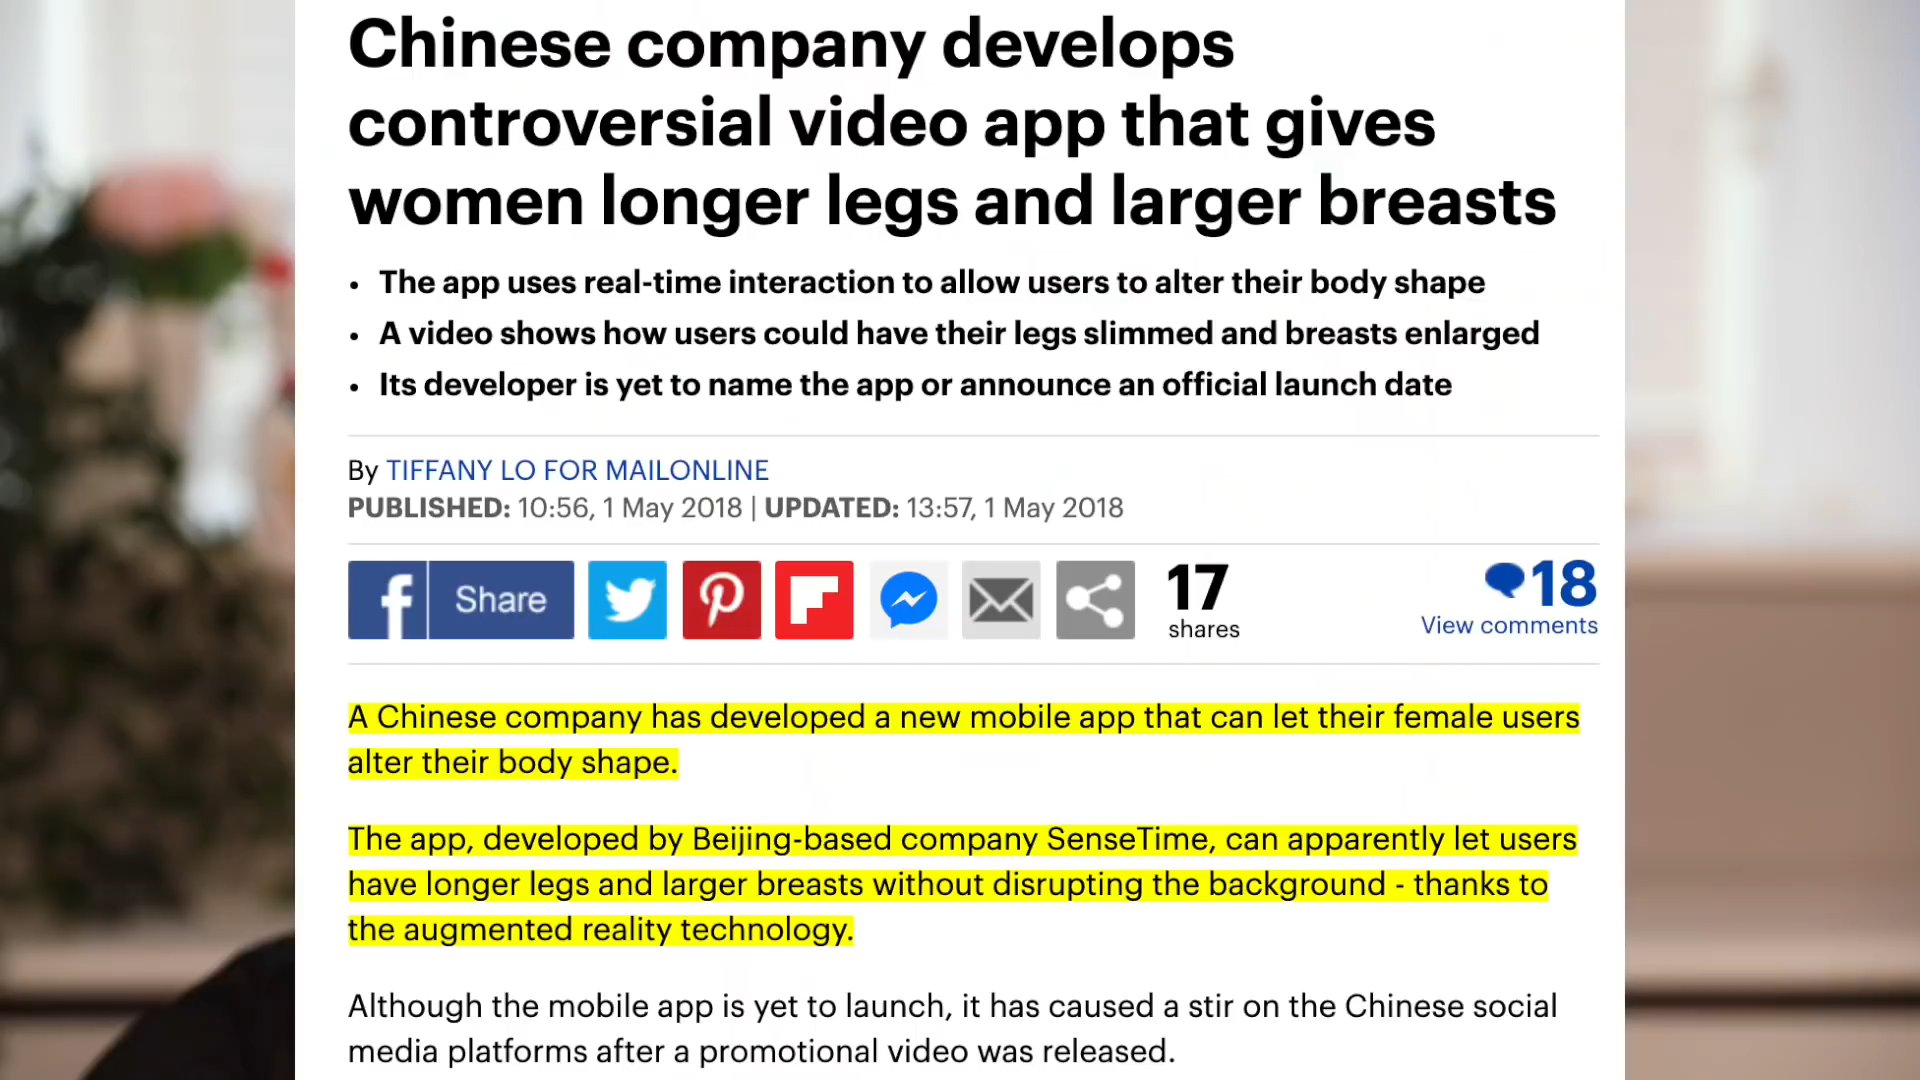 Chinese company develops
controversial video app that gives
women longer legs and larger breasts
• The app uses real-time interaction to allow users to alter their body shape
• A video shows how users could have their legs slimmed and breasts enlarged
• Its developer is yet to name the app or announce an official launch date
By TIFFANY LO FOR MAILONLINE
PUBLISHED: 10:56, 1 May 2018 | UPDATED: 13:57, 1 May 2018
f Share
17
shares
18
View comments
A Chinese company has developed a new mobile app that can let their female users
alter their body shape.
The app, developed by Beijing-based company SenseTime, can apparently let users
have longer legs and larger breasts without disrupting the background - thanks to
the augmented reality technology.
Although the mobile app is yet to launch, it has caused a stir on the Chinese social
media platforms after a promotional video was released.